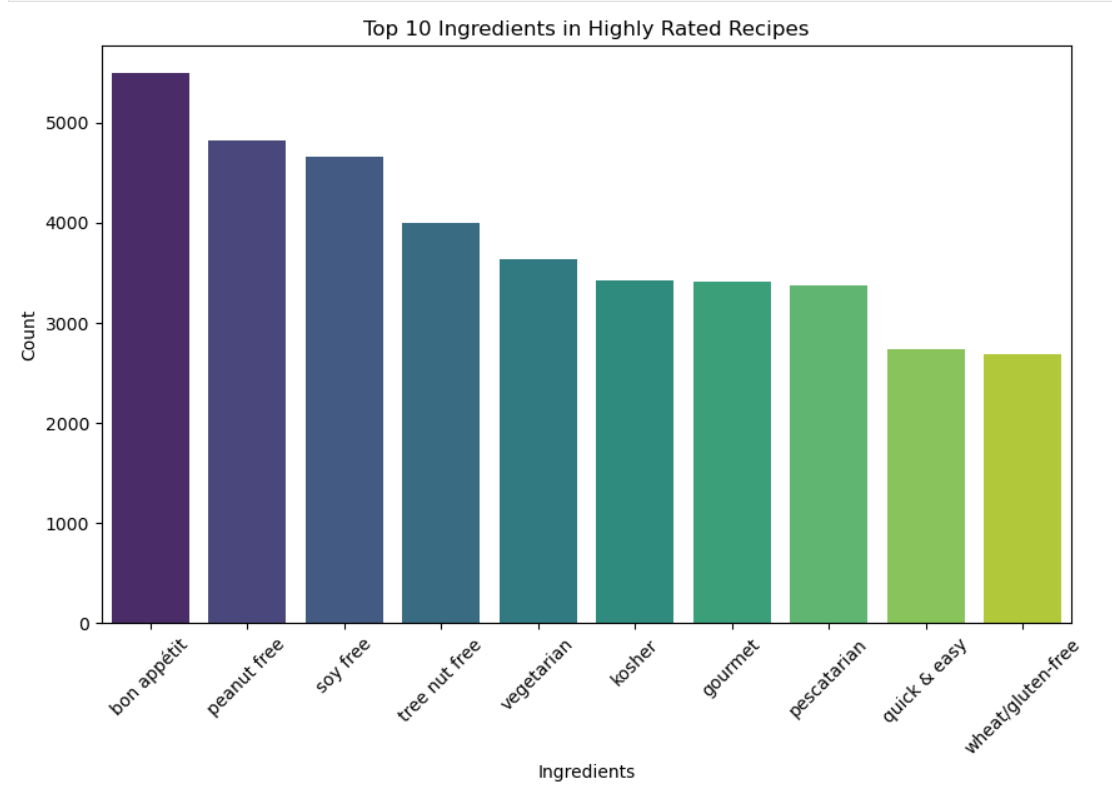 Top 10 Ingredients in Highly Rated Recipes
5000
4000
3000
2000
1000
0
Count
bon appétit
peanut free
soy free
tree nut free
vegetarian
kosher
gourmet
pescatarian
quick & easy
wheat/gluten-free
Ingredients